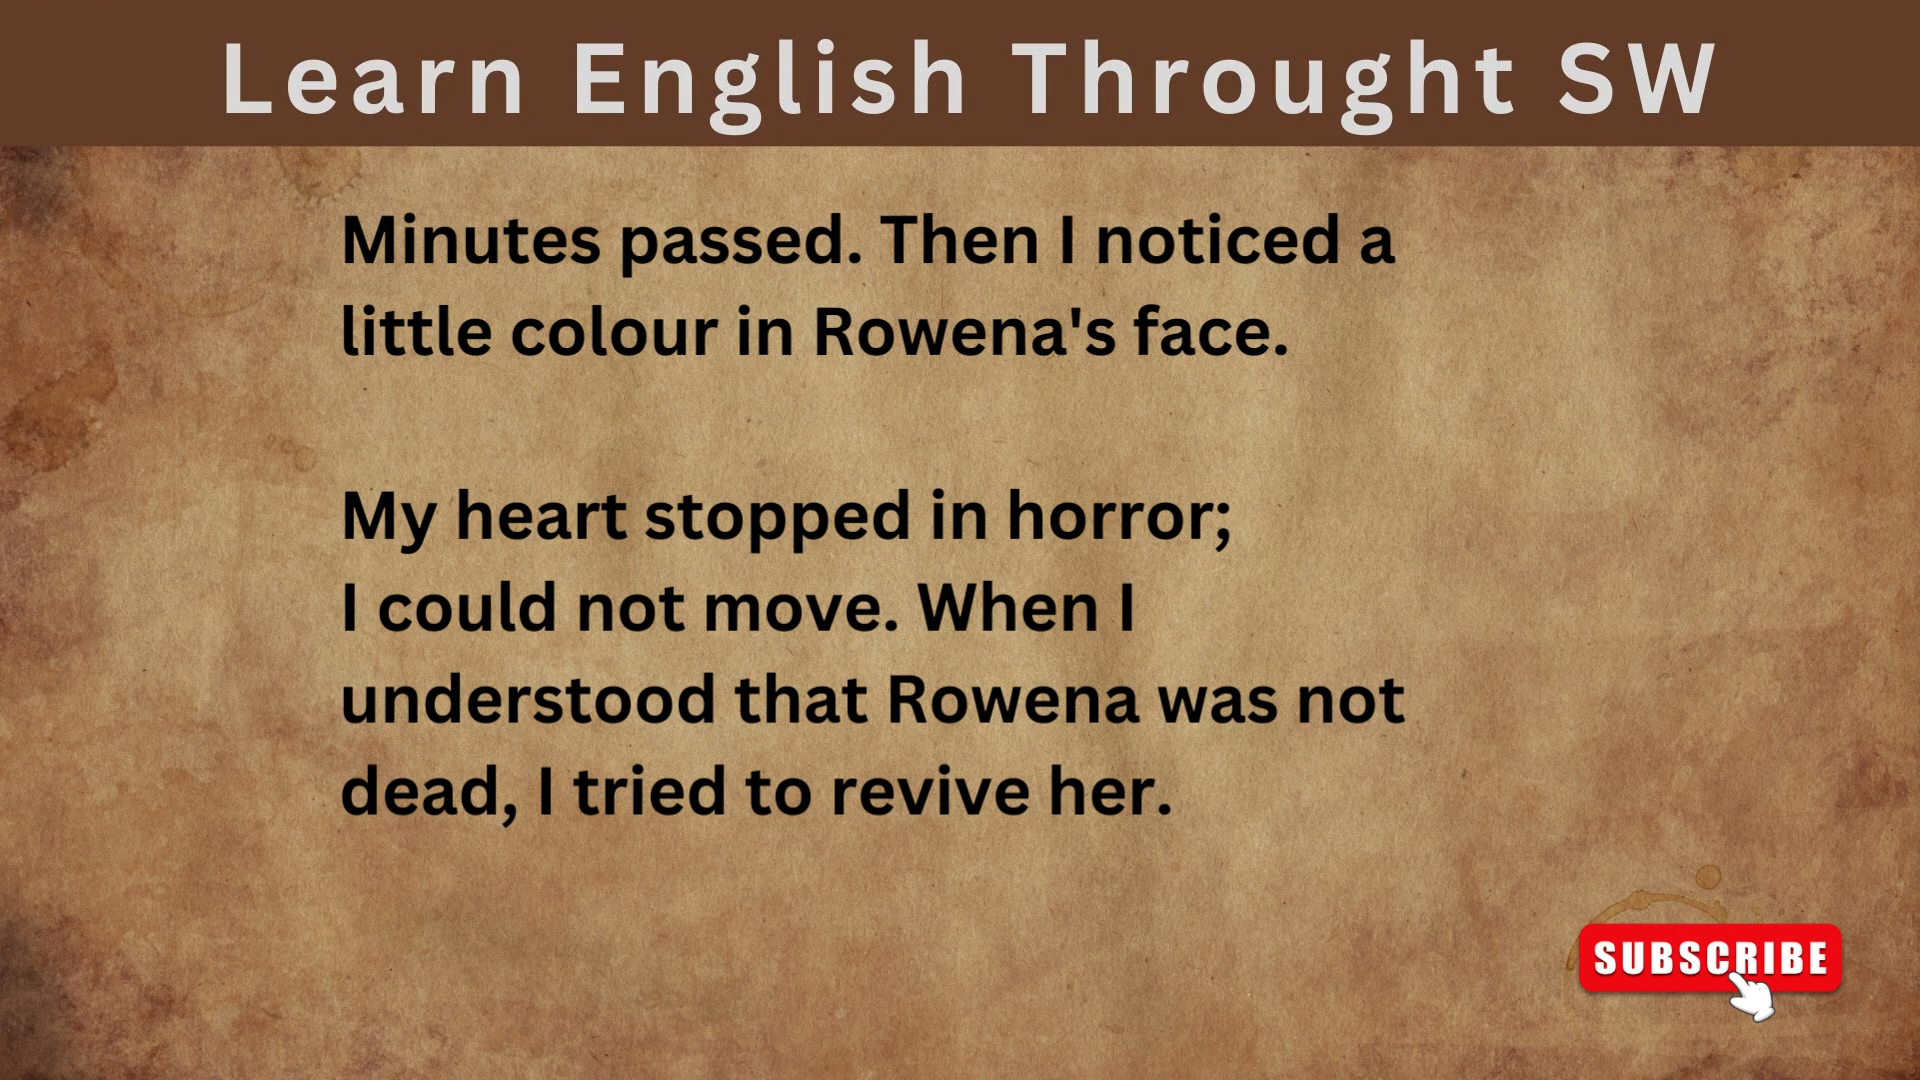 Learn English Throught SW
Minutes passed. Then I noticed a
little colour in Rowena's face.
My heart stopped in horror;
I could not move. When I
understood that Rowena was not
dead, I tried to revive her.
SUBSCRIBE